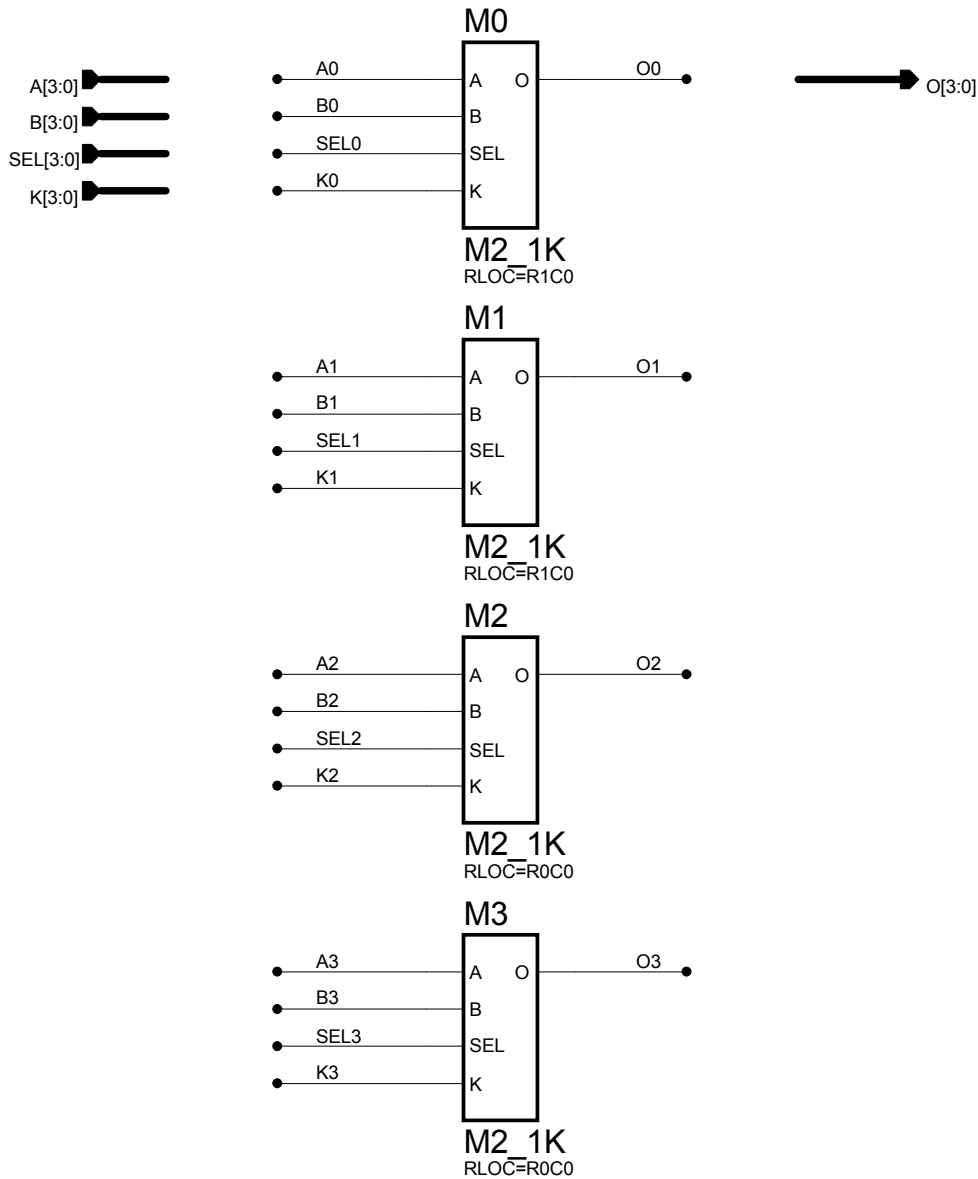 M0
A[3:0]
B[3:0]
SEL[3:0]
K[3:0]
A0 A O O0
B0 B
SEL0 SEL
K0 K
O[3:0]
M2_1K
RLOC=R1C0
M1
A1 A O O1
B1 B
SEL1 SEL
K1 K
M2_1K
RLOC=R1C0
M2
A2 A O O2
B2 B
SEL2 SEL
K2 K
M2_1K
RLOC=R0C0
M3
A3 A O O3
B3 B
SEL3 SEL
K3 K
M2_1K
RLOC=R0C0